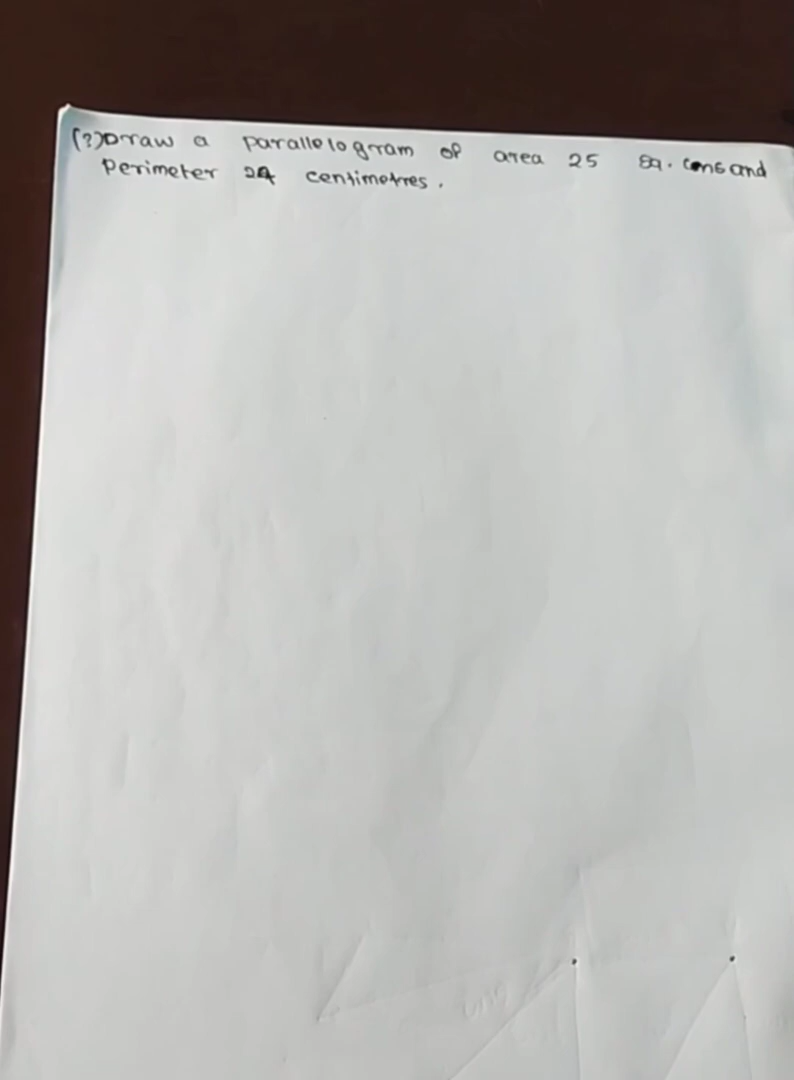 (?) Draw a parallelogram of area 25 sq. cms and
Perimeter 24 centimetres.